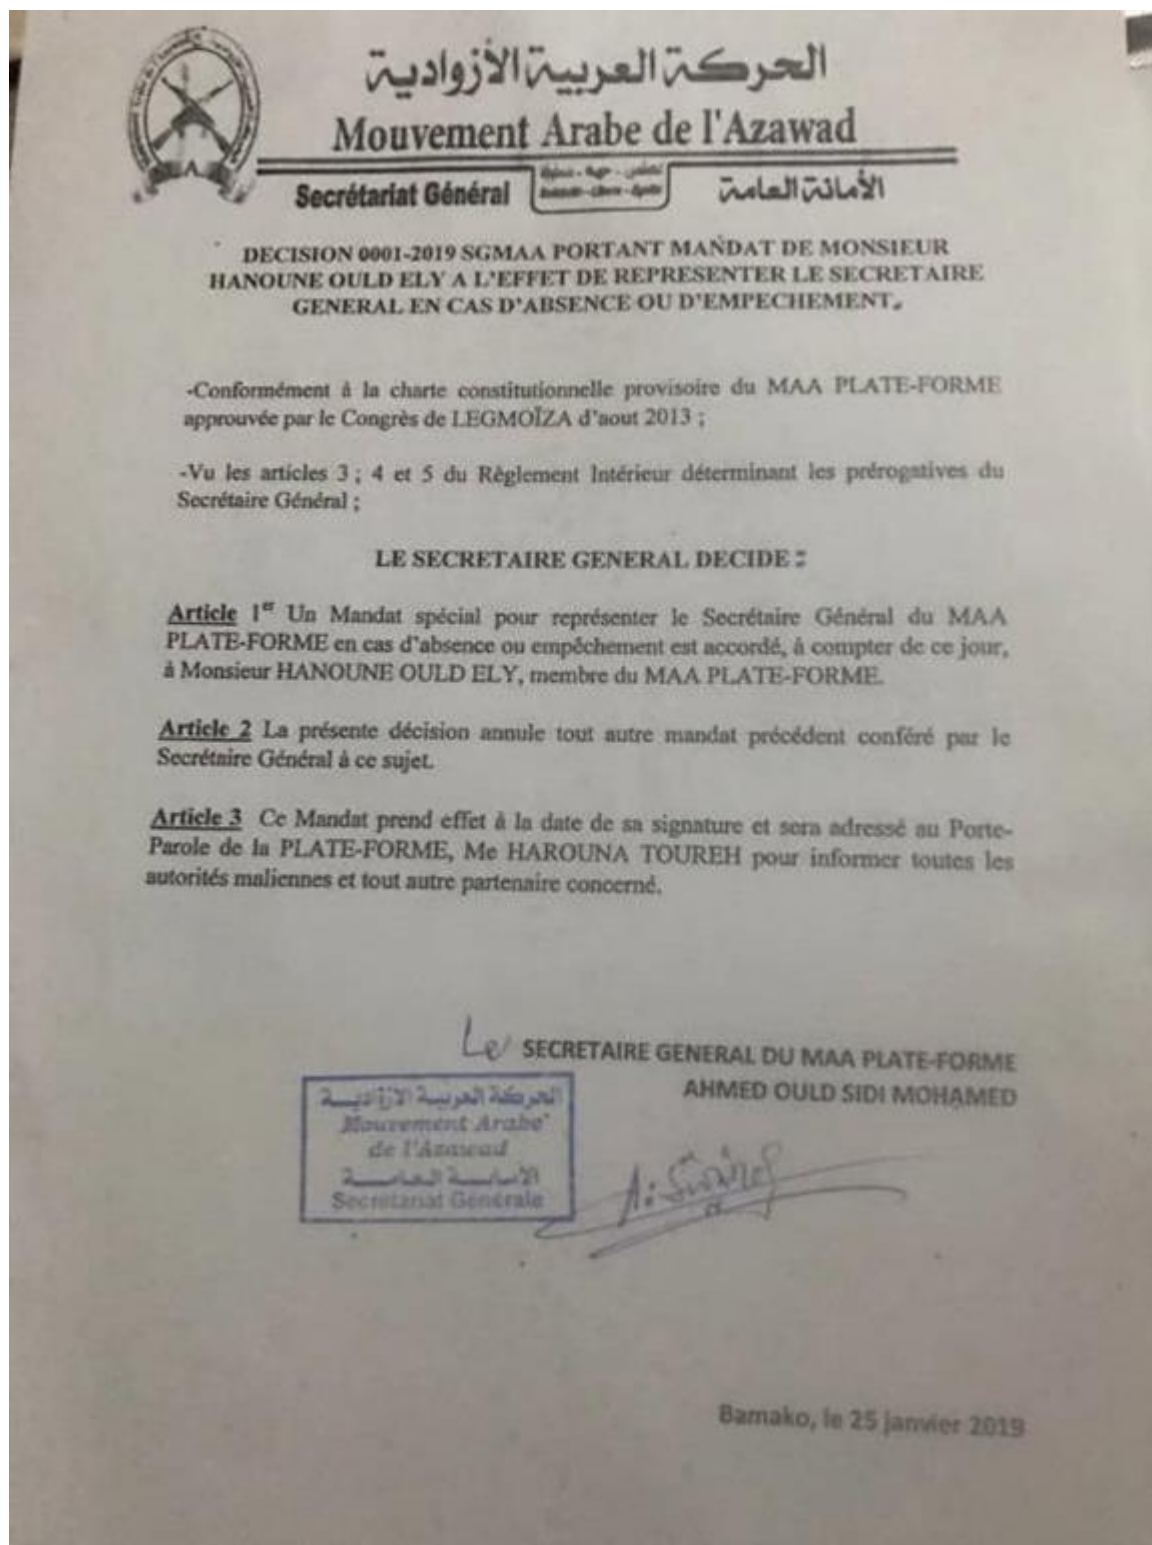 الحركة العربية الأزوادية
Mouvement Arabe de l'Azawad
Secrétariat Général
الأمانة العامة
DECISION 0001-2019 SGMAA PORTANT MANDAT DE MONSIEUR
HANOUNE OULD ELY A L'EFFET DE REPRESENTER LE SECRETAIRE
GENERAL EN CAS D'ABSENCE OU D'EMPECHEMENT.
-Conformément à la charte constitutionnelle provisoire du MAA PLATE-FORME
approuvée par le Congrès de LEGMOÏZA d'aout 2013 ;
-Vu les articles 3 ; 4 et 5 du Règlement Intérieur déterminant les prérogatives du
Secrétaire Général ;
LE SECRETAIRE GENERAL DECIDE :
Article 1er Un Mandat spécial pour représenter le Secrétaire Général du MAA
PLATE-FORME en cas d'absence ou empêchement est accordé, à compter de ce jour,
à Monsieur HANOUNE OULD ELY, membre du MAA PLATE-FORME.
Article 2 La présente décision annule tout autre mandat précédent conféré par le
Secrétaire Général à ce sujet.
Article 3 Ce Mandat prend effet à la date de sa signature et sera adressé au Porte-
Parole de la PLATE-FORME, Me HAROUNA TOUREH pour informer toutes les
autorités maliennes et tout autre partenaire concerné.
Le SECRETAIRE GENERAL DU MAA PLATE-FORME
AHMED OULD SIDI MOHAMED
الحركة العربية الازوادية
Mouvement Arabe
de l'Azawad
الأمانة العامة
Secrétariat Générale
Bamako, le 25 janvier 2019